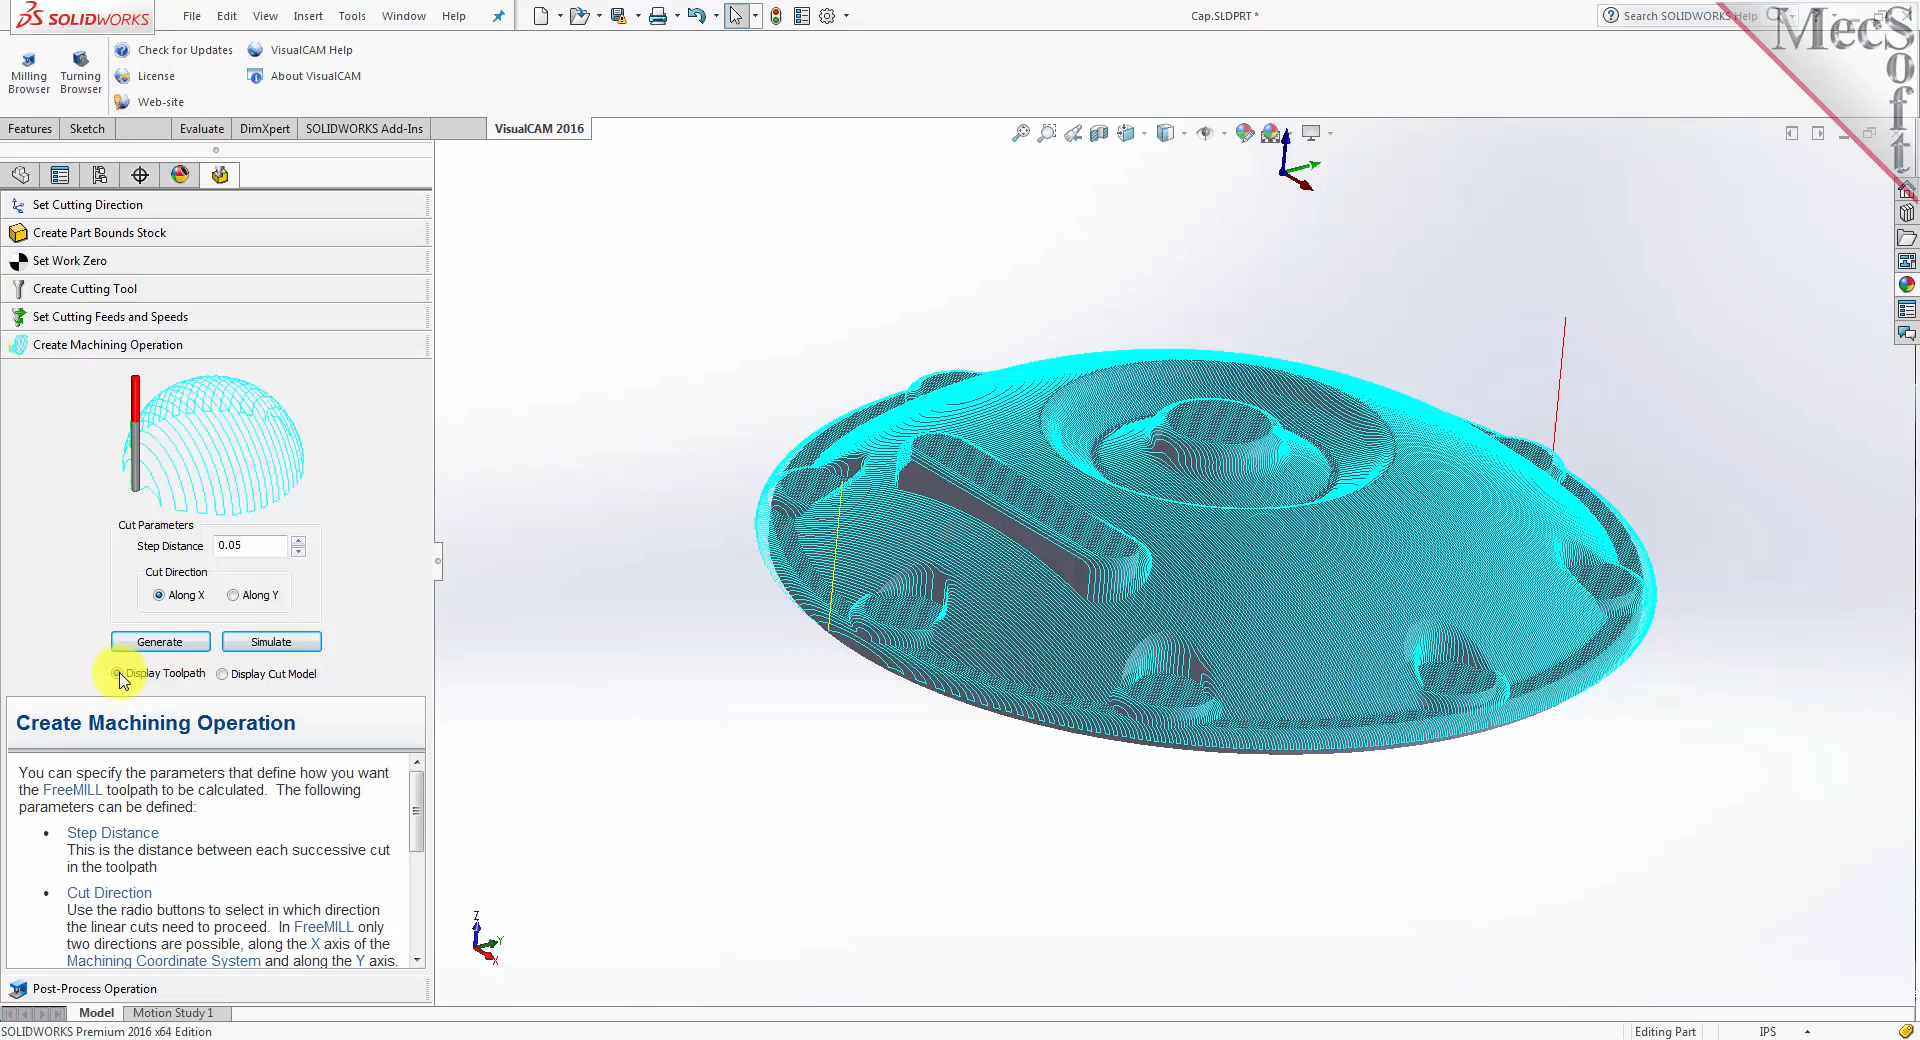 SOLIDWORKS
File Edit View Insert Tools Window Help
Cap.SLDPRT *
Search SOLIDWORKS Help
MecSoft
Milling Browser
Turning Browser
Check for Updates
License
Web-site
VisualCAM Help
About VisualCAM
Features Sketch Evaluate DimXpert SOLIDWORKS Add-Ins VisualCAM 2016
Set Cutting Direction
Create Part Bounds Stock
Set Work Zero
Create Cutting Tool
Set Cutting Feeds and Speeds
Create Machining Operation
Cut Parameters
Step Distance 0.05
Cut Direction
Along X Along Y
Generate Simulate
Display Toolpath Display Cut Model
Create Machining Operation
You can specify the parameters that define how you want
the FreeMILL toolpath to be calculated. The following
parameters can be defined:
• Step Distance
This is the distance between each successive cut
in the toolpath
• Cut Direction
Use the radio buttons to select in which direction
the linear cuts need to proceed. In FreeMILL only
two directions are possible, along the X axis of the
Machining Coordinate System and along the Y axis.
Z
Y
X
Post-Process Operation
Model Motion Study 1
SOLIDWORKS Premium 2016 x64 Edition
Editing Part IPS